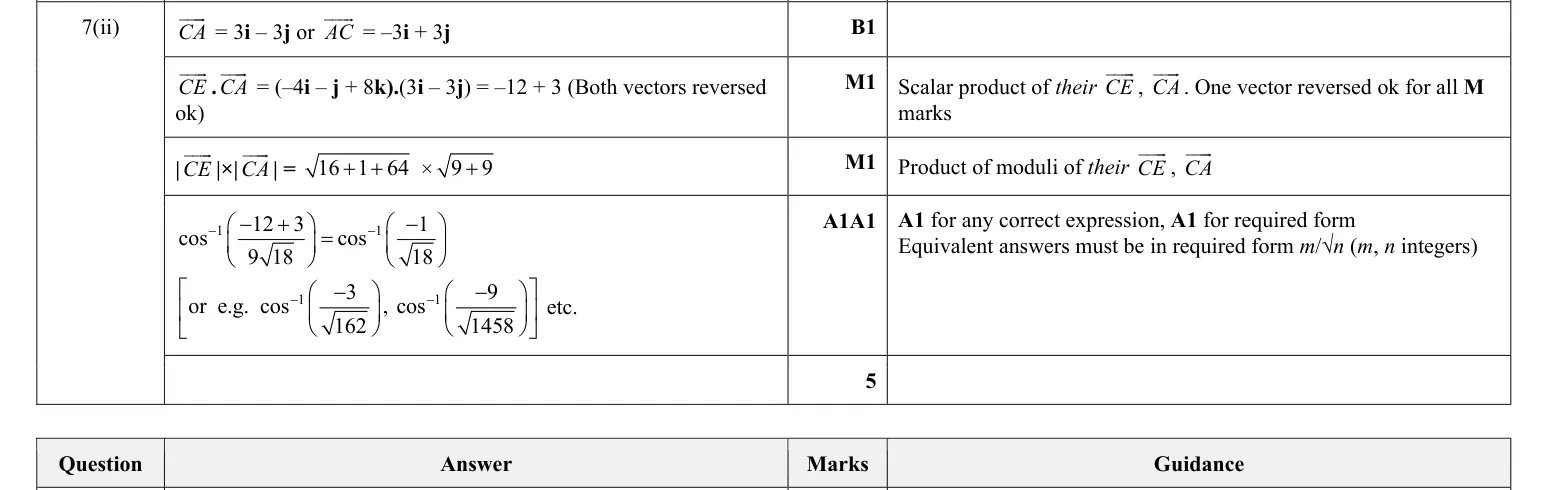 7(ii)
CA = 3i – 3j or AC = –3i + 3j
B1
CE . CA = (–4i – j + 8k).(3i – 3j) = –12 + 3 (Both vectors reversed
ok)
M1
Scalar product of their CE , CA . One vector reversed ok for all M
marks
| CE |×| CA | = √16+1+64 × √9+9
M1
Product of moduli of their CE , CA
cos⁻¹(−12+3 / 9√18) = cos⁻¹(−1 / √18)
[or e.g. cos⁻¹(−3 / √162), cos⁻¹(−9 / √1458)] etc.
A1A1
A1 for any correct expression, A1 for required form
Equivalent answers must be in required form m/√n (m, n integers)
5
Question Answer Marks Guidance